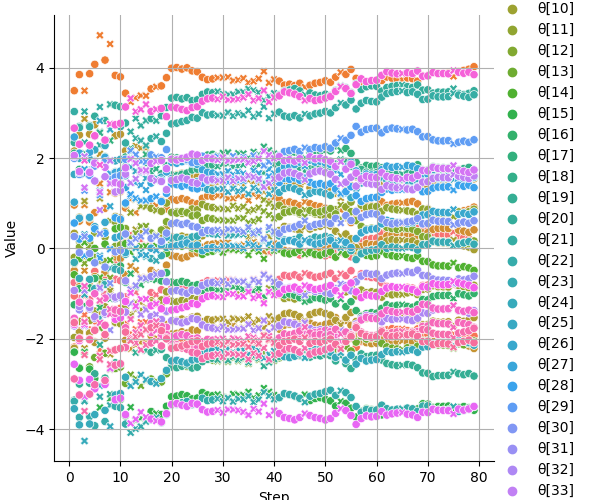 Value
4
2
0
−2
−4
0 10 20 30 40 50 60 70 80
Step
θ[10]
θ[11]
θ[12]
θ[13]
θ[14]
θ[15]
θ[16]
θ[17]
θ[18]
θ[19]
θ[20]
θ[21]
θ[22]
θ[23]
θ[24]
θ[25]
θ[26]
θ[27]
θ[28]
θ[29]
θ[30]
θ[31]
θ[32]
θ[33]